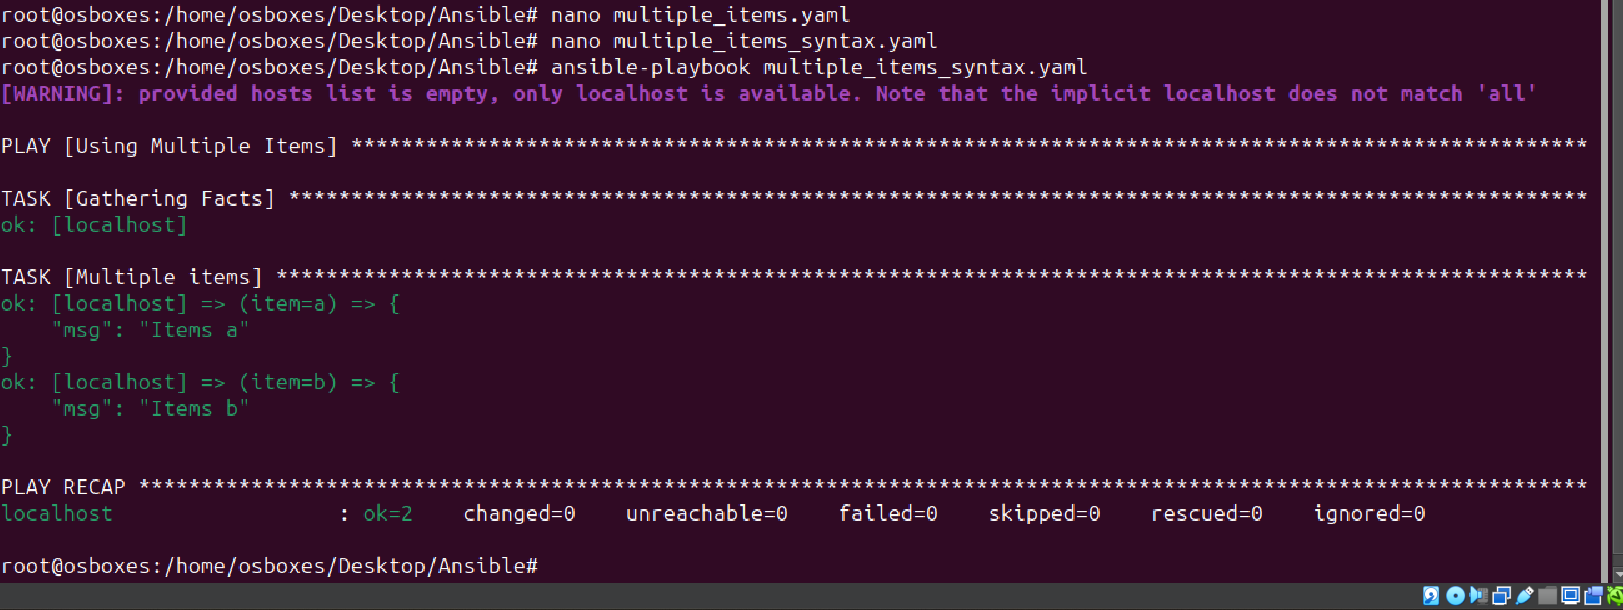 root@osboxes:/home/osboxes/Desktop/Ansible# nano multiple_items.yaml
root@osboxes:/home/osboxes/Desktop/Ansible# nano multiple_items_syntax.yaml
root@osboxes:/home/osboxes/Desktop/Ansible# ansible-playbook multiple_items_syntax.yaml
[WARNING]: provided hosts list is empty, only localhost is available. Note that the implicit localhost does not match 'all'
PLAY [Using Multiple Items] ***************************************************************************************************
TASK [Gathering Facts] ********************************************************************************************************
ok: [localhost]
TASK [Multiple items] *********************************************************************************************************
ok: [localhost] => (item=a) => {
    "msg": "Items a"
}
ok: [localhost] => (item=b) => {
    "msg": "Items b"
}
PLAY RECAP ********************************************************************************************************************
localhost                  : ok=2    changed=0    unreachable=0    failed=0    skipped=0    rescued=0    ignored=0
root@osboxes:/home/osboxes/Desktop/Ansible#